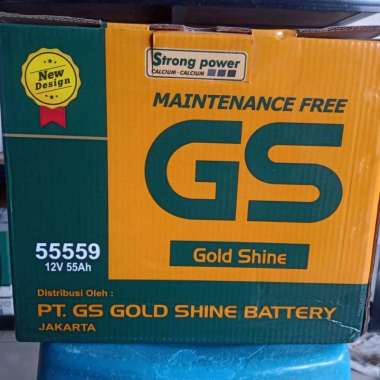 Strong power
CALCIUM - CALCIUM
New
Design
MAINTENANCE FREE
GS
55559
12V 55Ah
Gold Shine
Distribusi Oleh :
PT. GS GOLD SHINE BATTERY
JAKARTA